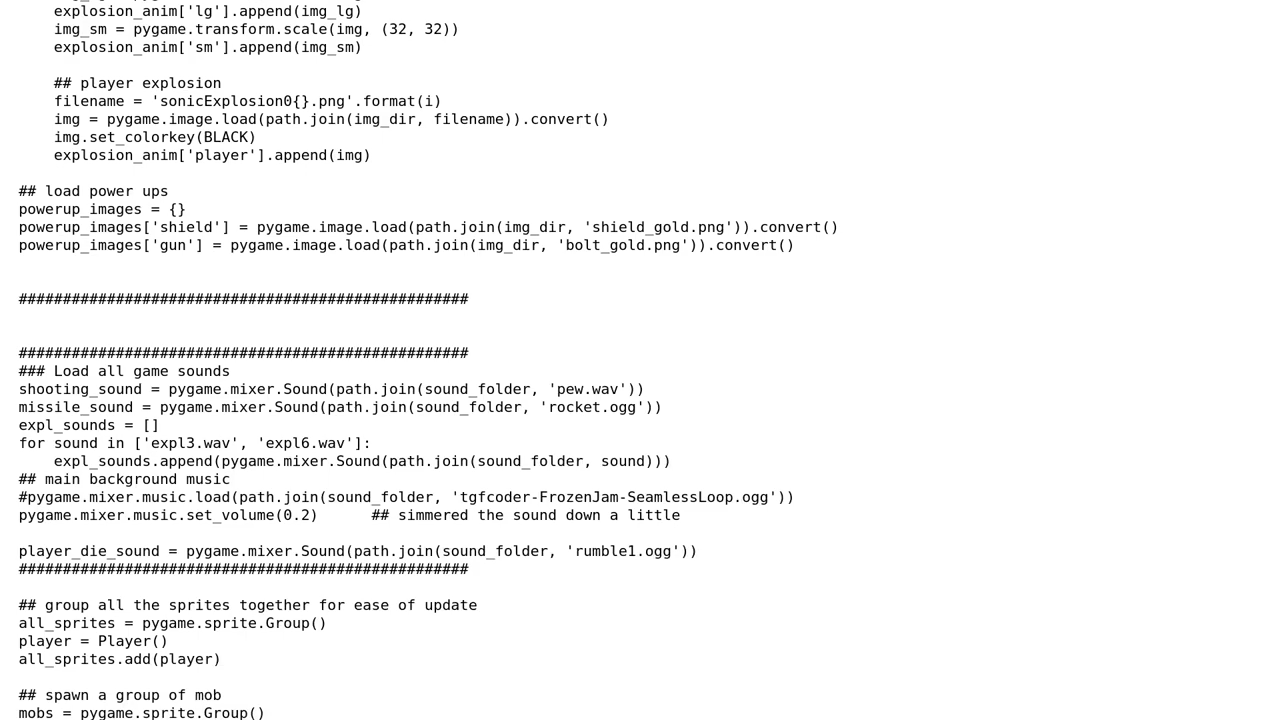 explosion_anim['lg'].append(img_lg)
img_sm = pygame.transform.scale(img, (32, 32))
explosion_anim['sm'].append(img_sm)
## player explosion
filename = 'sonicExplosion0{}.png'.format(i)
img = pygame.image.load(path.join(img_dir, filename)).convert()
img.set_colorkey(BLACK)
explosion_anim['player'].append(img)
## load power ups
powerup_images = {}
powerup_images['shield'] = pygame.image.load(path.join(img_dir, 'shield_gold.png')).convert()
powerup_images['gun'] = pygame.image.load(path.join(img_dir, 'bolt_gold.png')).convert()
###################################################
###################################################
### Load all game sounds
shooting_sound = pygame.mixer.Sound(path.join(sound_folder, 'pew.wav'))
missile_sound = pygame.mixer.Sound(path.join(sound_folder, 'rocket.ogg'))
expl_sounds = []
for sound in ['expl3.wav', 'expl6.wav']:
    expl_sounds.append(pygame.mixer.Sound(path.join(sound_folder, sound)))
## main background music
#pygame.mixer.music.load(path.join(sound_folder, 'tgfcoder-FrozenJam-SeamlessLoop.ogg'))
pygame.mixer.music.set_volume(0.2)      ## simmered the sound down a little
player_die_sound = pygame.mixer.Sound(path.join(sound_folder, 'rumble1.ogg'))
###################################################
## group all the sprites together for ease of update
all_sprites = pygame.sprite.Group()
player = Player()
all_sprites.add(player)
## spawn a group of mob
mobs = pygame.sprite.Group()